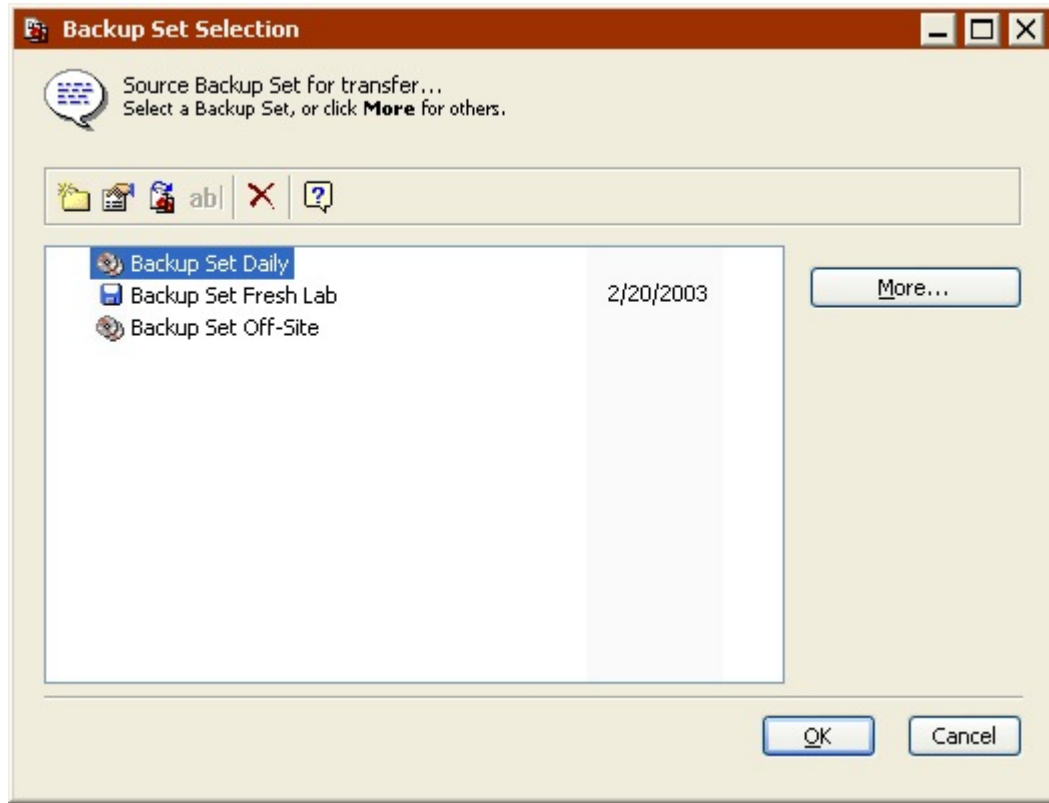 Backup Set Selection
Source Backup Set for transfer...
Select a Backup Set, or click More for others.
ab|
Backup Set Daily
Backup Set Fresh Lab 2/20/2003
Backup Set Off-Site
More...
OK Cancel